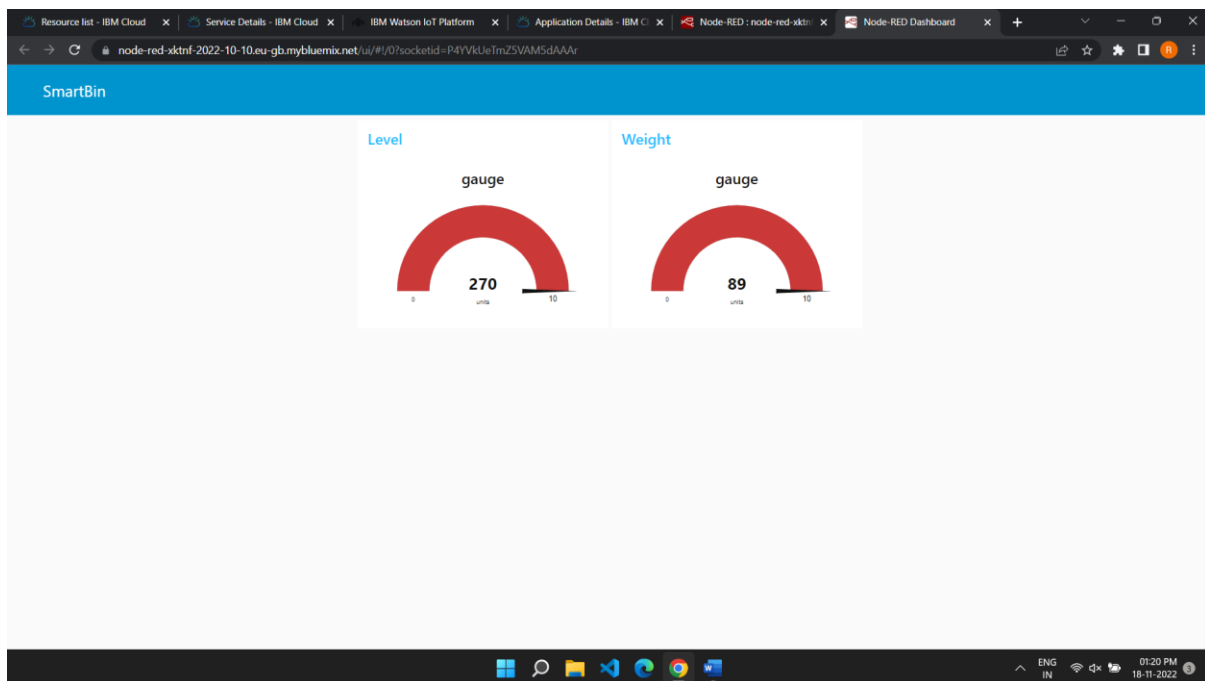 Resource list - IBM Cloud
Service Details - IBM Cloud
IBM Watson IoT Platform
Application Details - IBM C
Node-RED : node-red-xktn
Node-RED Dashboard
node-red-xktnf-2022-10-10.eu-gb.mybluemix.net/ui/#!/0?socketid=P4YVkUeTmZ5VAM5dAAAr
R
SmartBin
Level
gauge
270
units
0
10
Weight
gauge
89
units
0
10
ENG
IN
01:20 PM
18-11-2022
3